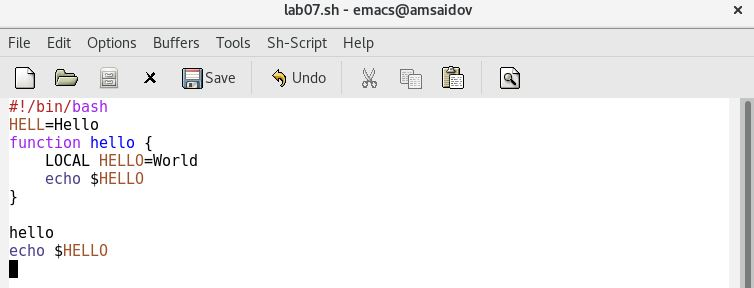 lab07.sh - emacs@amsaidov
File Edit Options Buffers Tools Sh-Script Help
Save Undo
#!/bin/bash
HELL=Hello
function hello {
    LOCAL HELLO=World
    echo $HELLO
}
hello
echo $HELLO